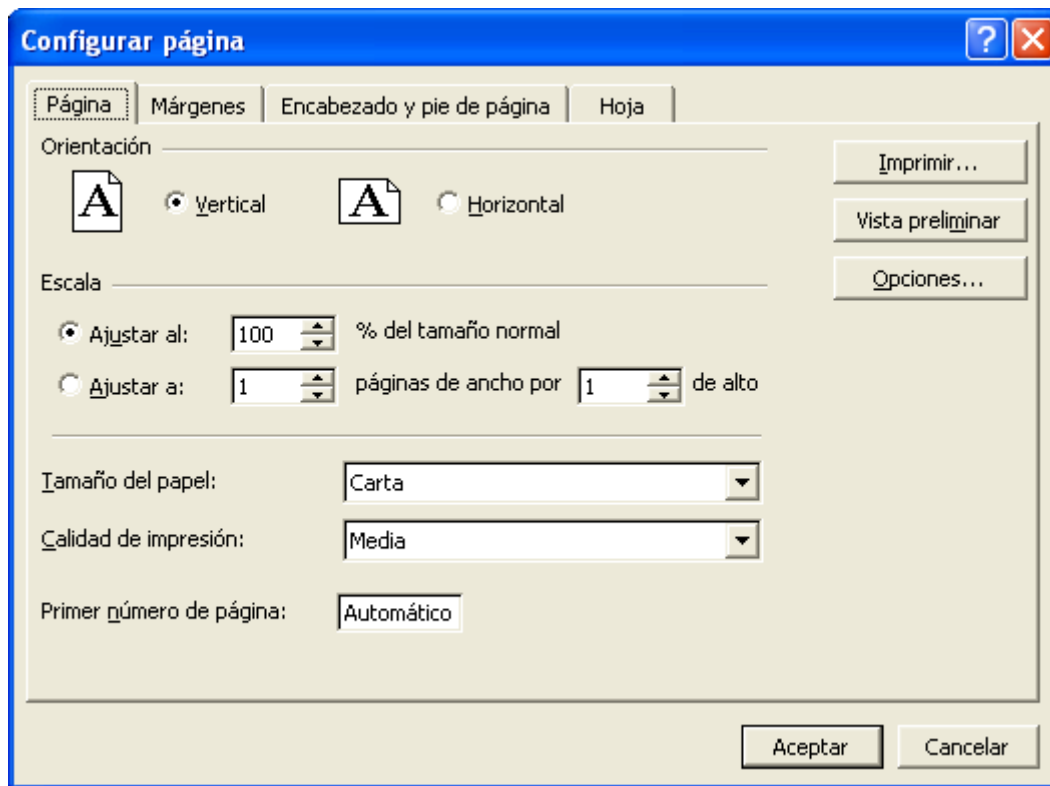 Configurar página
Página Márgenes Encabezado y pie de página Hoja
Orientación
A Vertical A Horizontal
Imprimir...
Vista preliminar
Opciones...
Escala
Ajustar al: 100 % del tamaño normal
Ajustar a: 1 páginas de ancho por 1 de alto
Tamaño del papel: Carta
Calidad de impresión: Media
Primer número de página: Automático
Aceptar Cancelar